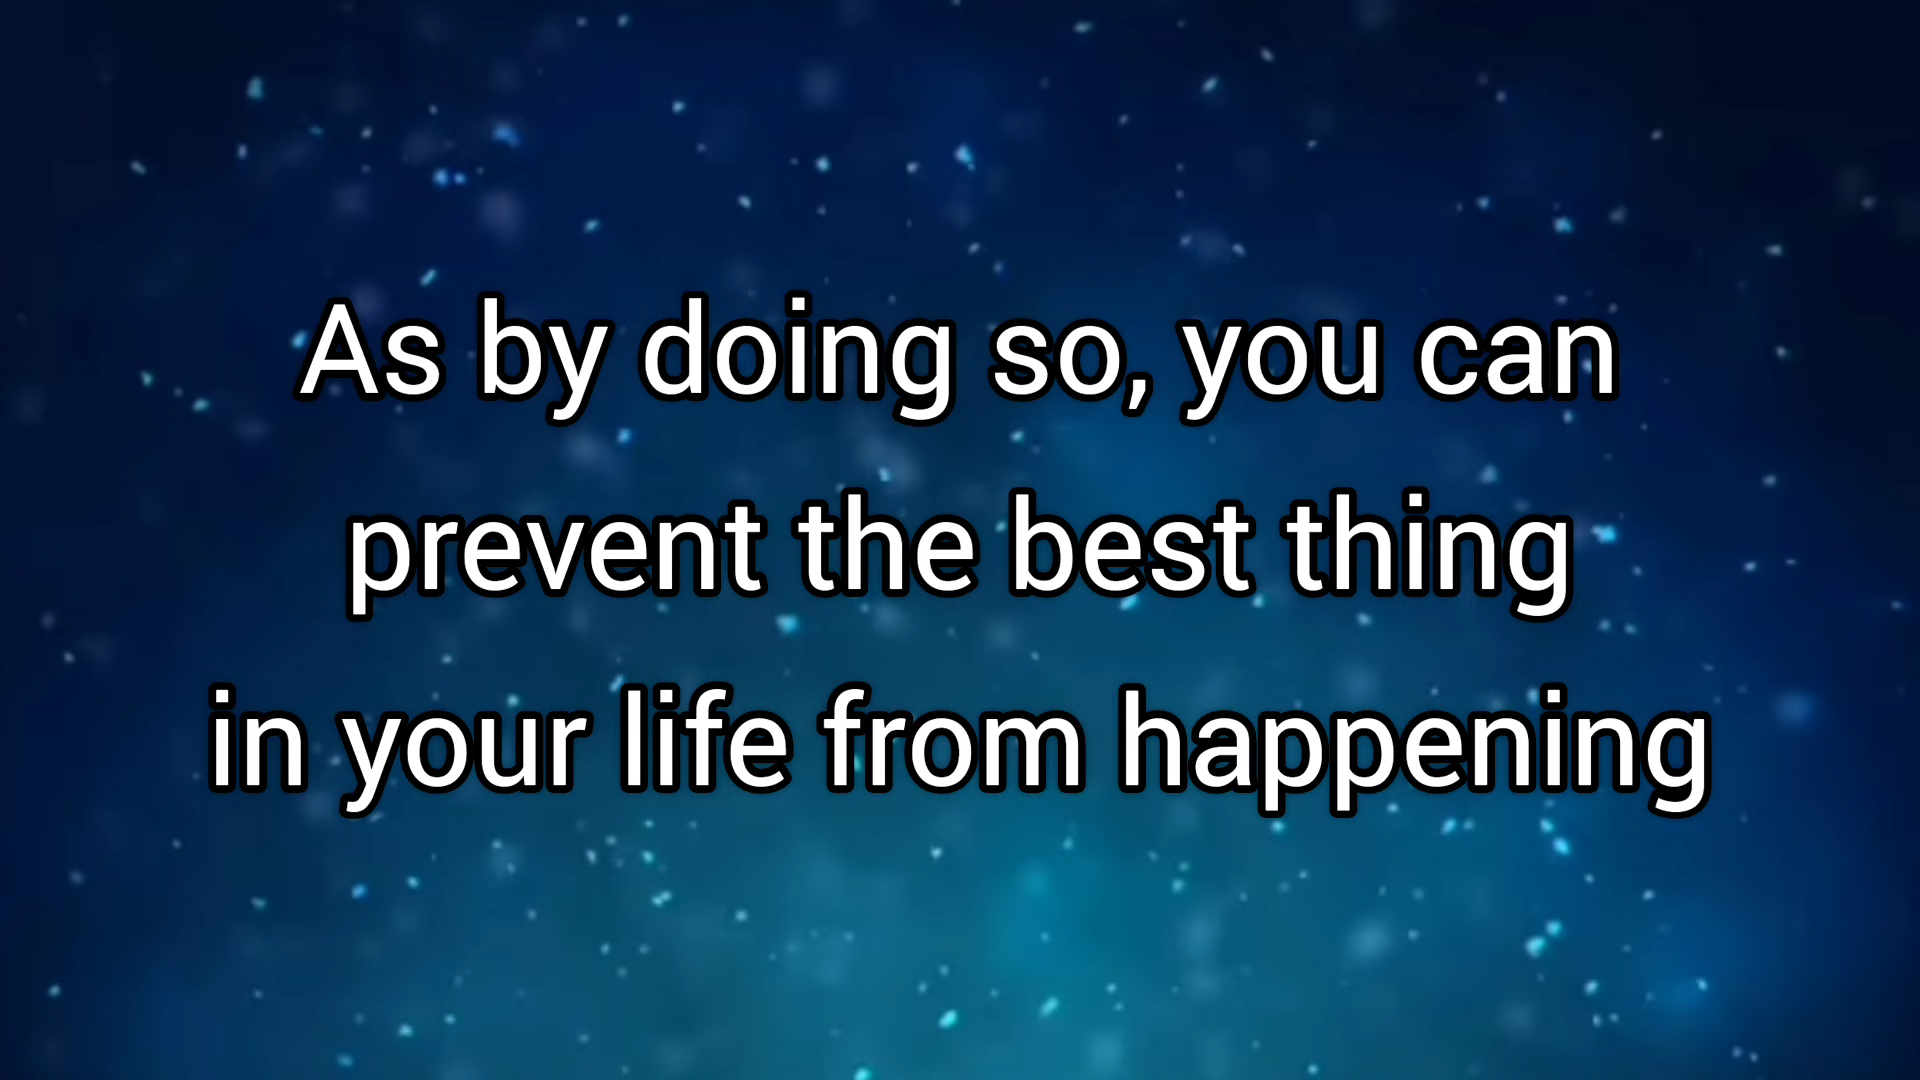 As by doing so, you can
prevent the best thing
in your life from happening